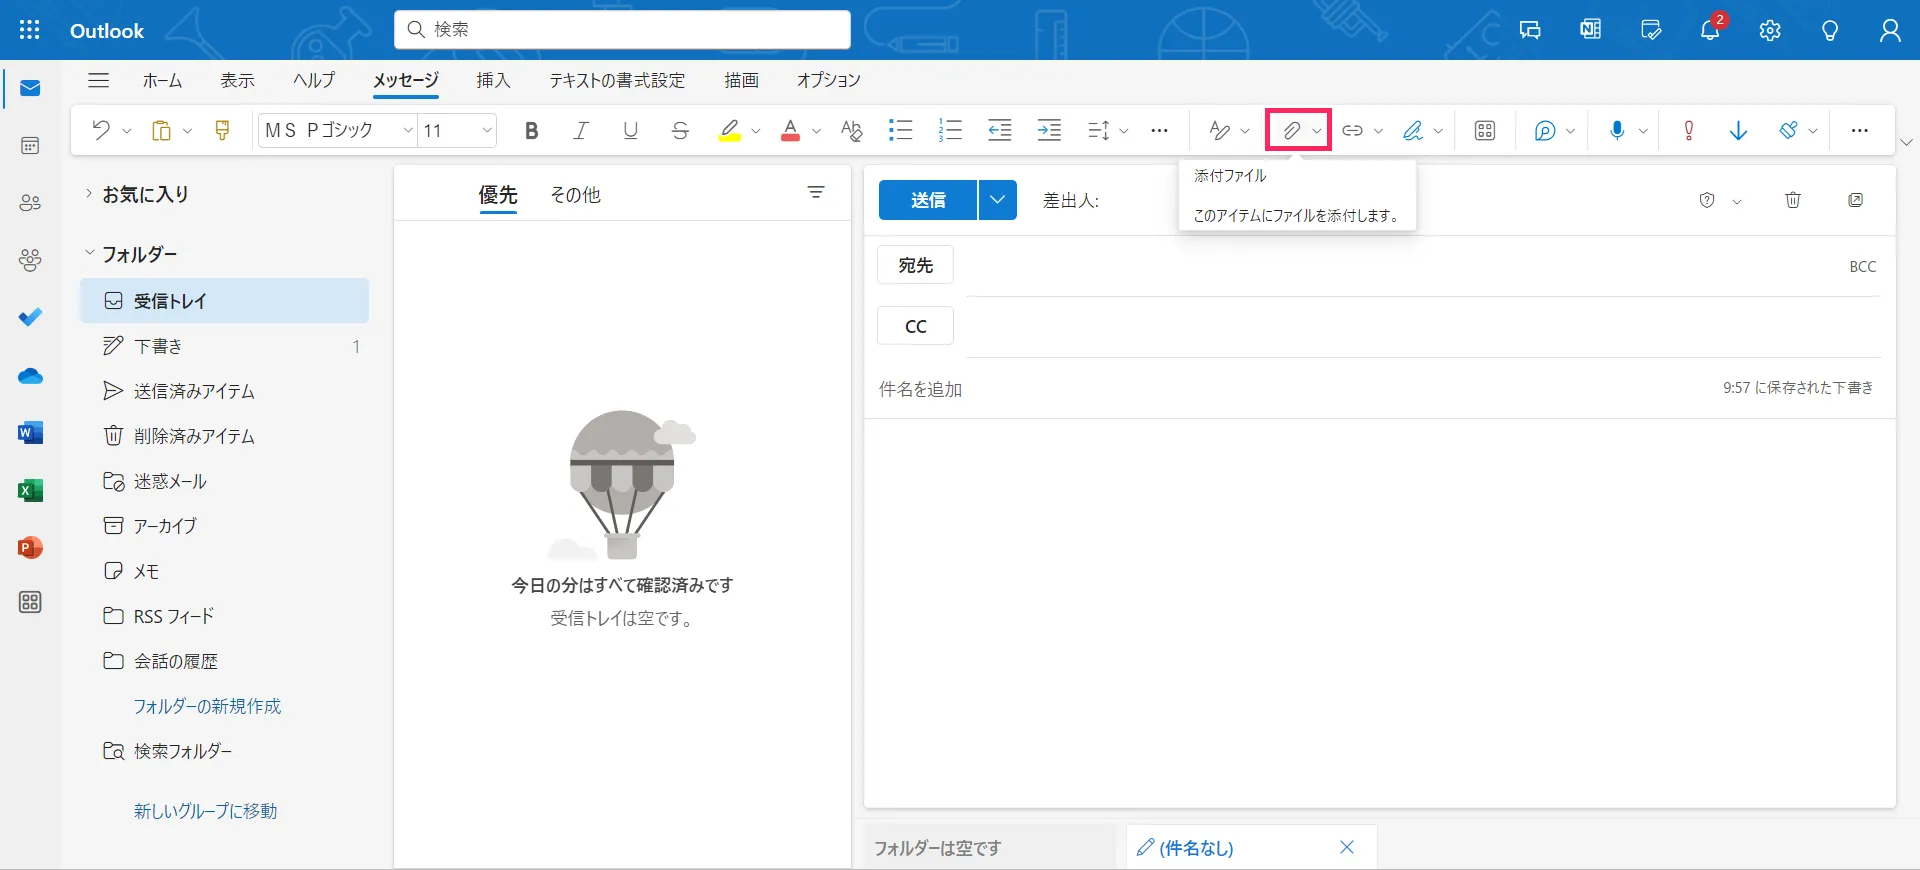 Outlook
検索
2
ホーム 表示 ヘルプ メッセージ 挿入 テキストの書式設定 描画 オプション
ＭＳ Ｐゴシック 11
添付ファイル
このアイテムにファイルを添付します。
お気に入り
フォルダー
受信トレイ
下書き 1
送信済みアイテム
削除済みアイテム
迷惑メール
アーカイブ
メモ
RSS フィード
会話の履歴
フォルダーの新規作成
検索フォルダー
新しいグループに移動
優先 その他
今日の分はすべて確認済みです
受信トレイは空です。
送信 差出人:
宛先 BCC
CC
件名を追加 9:57 に保存された下書き
フォルダーは空です (件名なし)